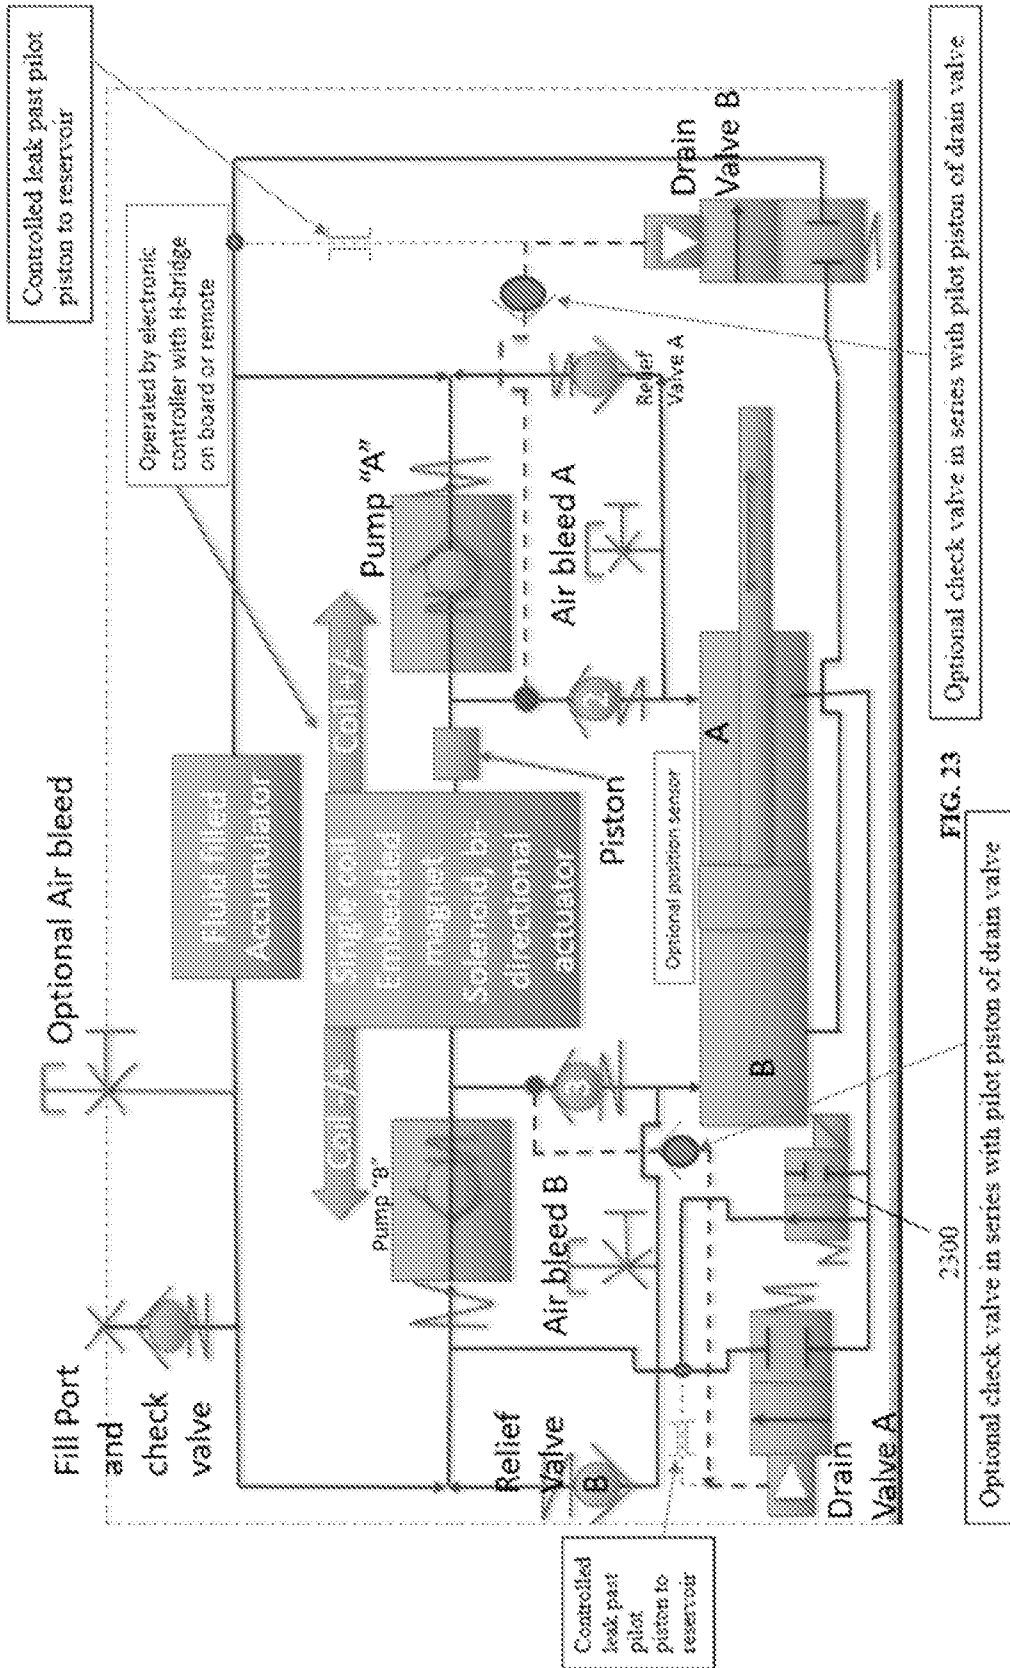 Fill Port
and
check
valve
Optional Air bleed
Fluid filled
Accumulator
Operated by electronic
controller with H-bridge
on board or remote
Controlled leak past pilot
piston to reservoir
Single coil
Embedded
magnet
Solenoid, bi-
directional
actuator
Pump "B"
Pump "A"
Piston
Relief
Valve
B
Air bleed B
3
2
Air bleed A
Relief
Valve A
Drain
Valve B
Optional position sensor
A
B
Controlled
leak past
pilot
piston to
reservoir
Drain
Valve A
2300
FIG. 23
Optional check valve in series with pilot piston of drain valve
Optional check valve in series with pilot piston of drain valve